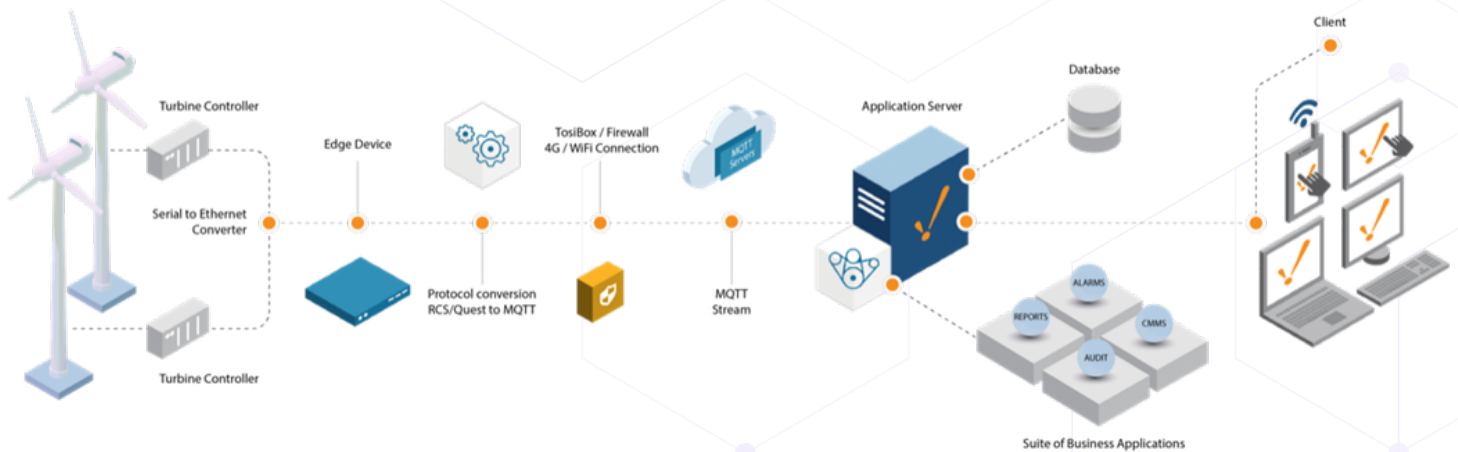 Turbine Controller
Serial to Ethernet
Converter
Turbine Controller
Edge Device
Protocol conversion
RCS/Quest to MQTT
TosiBox / Firewall
4G / WiFi Connection
MQTT
Servers
MQTT
Stream
Application Server
Database
Client
ALARMS
REPORTS
CMMS
AUDIT
Suite of Business Applications